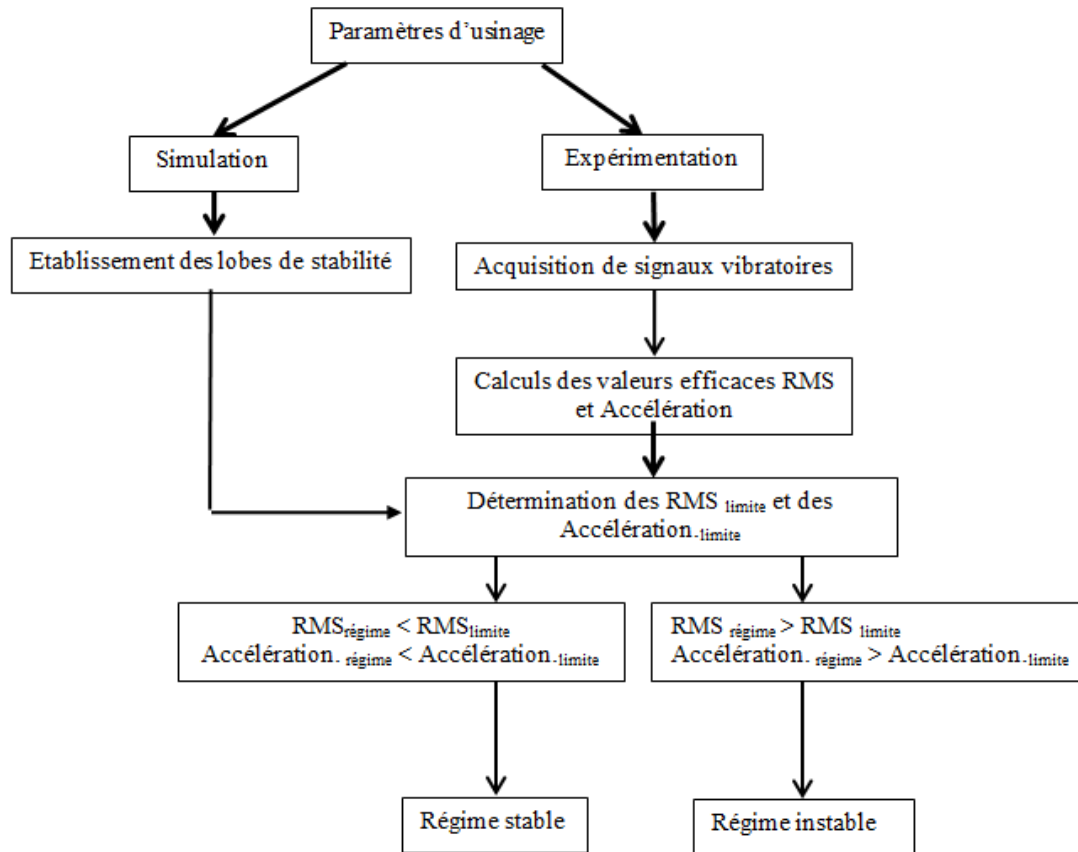 Paramètres d’usinage
Simulation
Expérimentation
Etablissement des lobes de stabilité
Acquisition de signaux vibratoires
Calculs des valeurs efficaces RMS
et Accélération
Détermination des RMS limite et des
Accélération.-limite
RMSrégime < RMSlimite
Accélération. régime < Accélération.-limite
RMS régime > RMS limite
Accélération. régime > Accélération.-limite
Régime stable
Régime instable